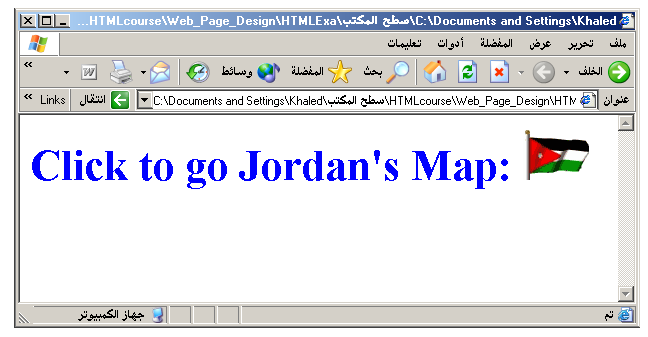 C:\Documents and Settings\Khaled\سطح المكتب\HTMLcourse\Web_Page_Design\HTMLExa...
ملف تحرير عرض المفضلة أدوات تعليمات
الخلف بحث المفضلة وسائط »
عنوان C:\Documents and Settings\Khaled\سطح المكتب\HTMLcourse\Web_Page_Design\HTM انتقال Links »
Click to go Jordan's Map:
تم جهاز الكمبيوتر